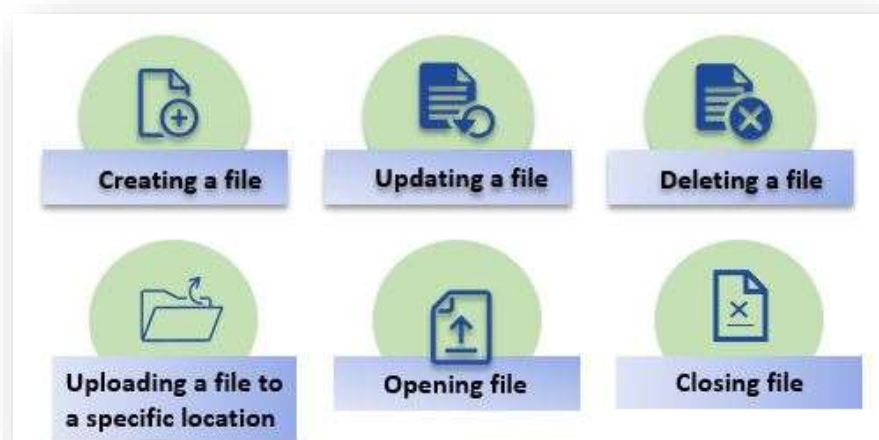 Creating a file
Updating a file
Deleting a file
Uploading a file to
a specific location
Opening file
Closing file